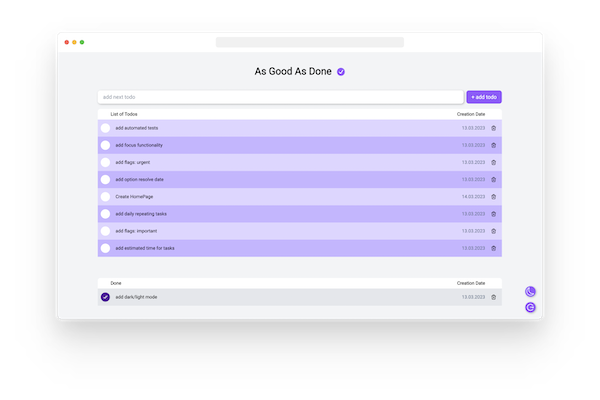 As Good As Done
add next todo
+ add todo
List of Todos Creation Date
add automated tests 13.03.2023
add focus functionality 13.03.2023
add flags: urgent 13.03.2023
add option resolve date 13.03.2023
Create HomePage 14.03.2023
add daily repeating tasks 13.03.2023
add flags: important 13.03.2023
add estimated time for tasks 13.03.2023
Done Creation Date
add dark/light mode 13.03.2023